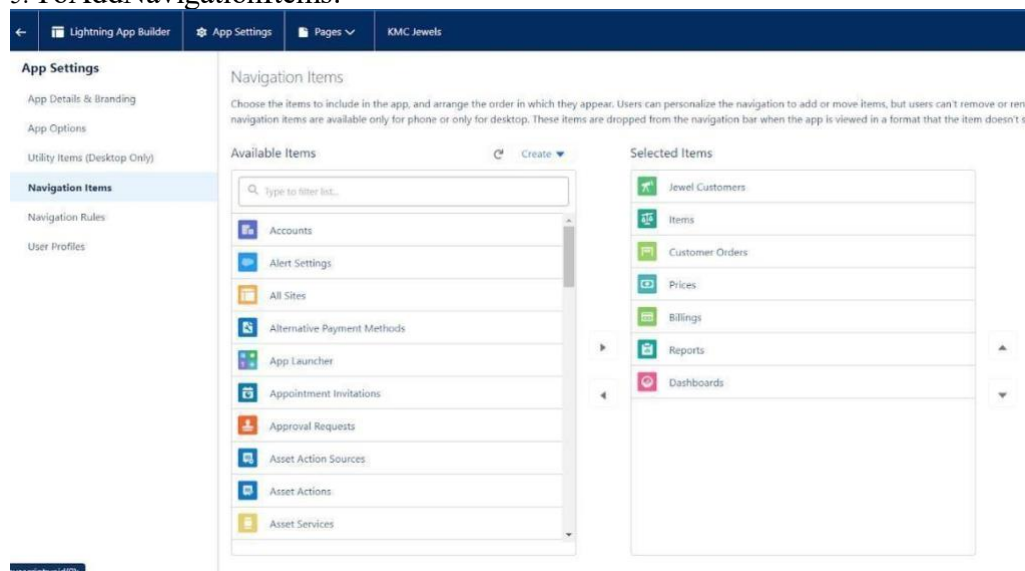 5. ToAddNavigationItems:
Lightning App Builder App Settings Pages KMC Jewels
App Settings
App Details & Branding
App Options
Utility Items (Desktop Only)
Navigation Items
Navigation Rules
User Profiles
Navigation Items
Choose the items to include in the app, and arrange the order in which they appear. Users can personalize the navigation to add or move items, but users can't remove or
navigation items are available only for phone or only for desktop. These items are dropped from the navigation bar when the app is viewed in a format that the item doesn't
Available Items
Create
Type to filter list...
Accounts
Alert Settings
All Sites
Alternative Payment Methods
App Launcher
Appointment Invitations
Approval Requests
Asset Action Sources
Asset Actions
Asset Services
Selected Items
Jewel Customers
Items
Customer Orders
Prices
Billings
Reports
Dashboards